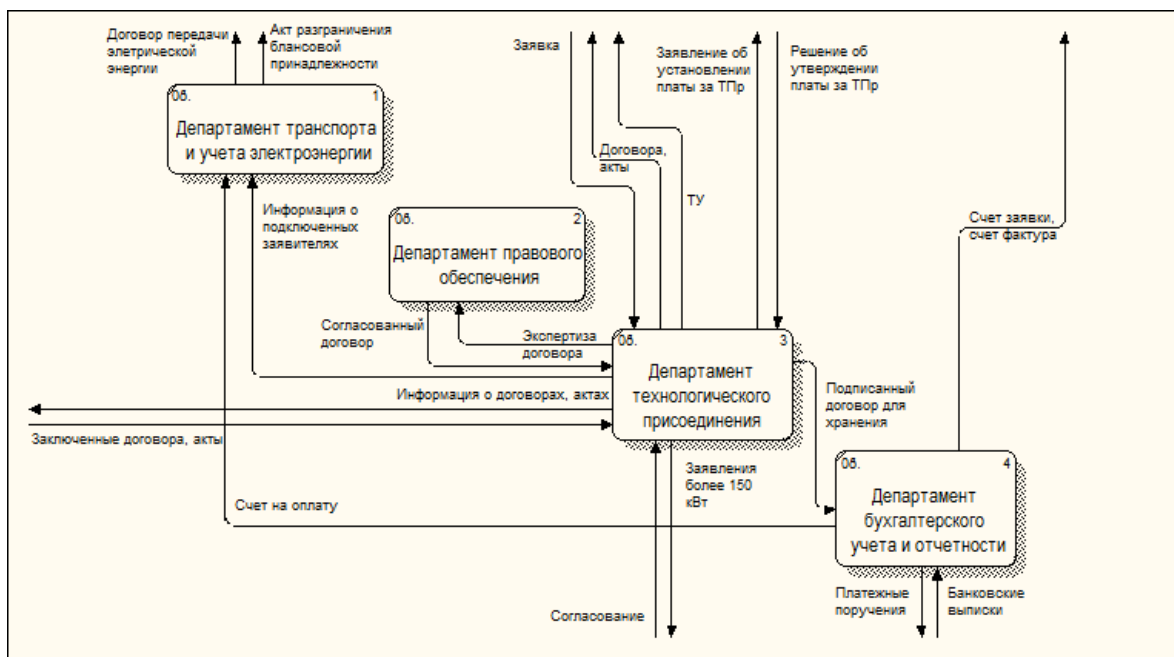 Договор передачи
элетрической
энергии
Акт разграничения
блансовой
принадлежности
Заявка
Заявление об
установлении
платы за ТПр
Решение об
утверждении
платы за ТПр
0б.
1
Департамент транспорта
и учета электроэнергии
Договора,
акты
ТУ
Информация о
подключенных
заявителях
0б.
2
Департамент правового
обеспечения
Счет заявки,
счет фактура
Согласованный
договор
Экспертиза
договора
0б.
3
Департамент
технологического
присоединения
Информация о договорах, актах
Подписанный
договор для
хранения
Заключенные договора, акты
Заявления
более 150
кВт
0б.
4
Департамент
бухгалтерского
учета и отчетности
Счет на оплату
Согласование
Платежные
поручения
Банковские
выписки